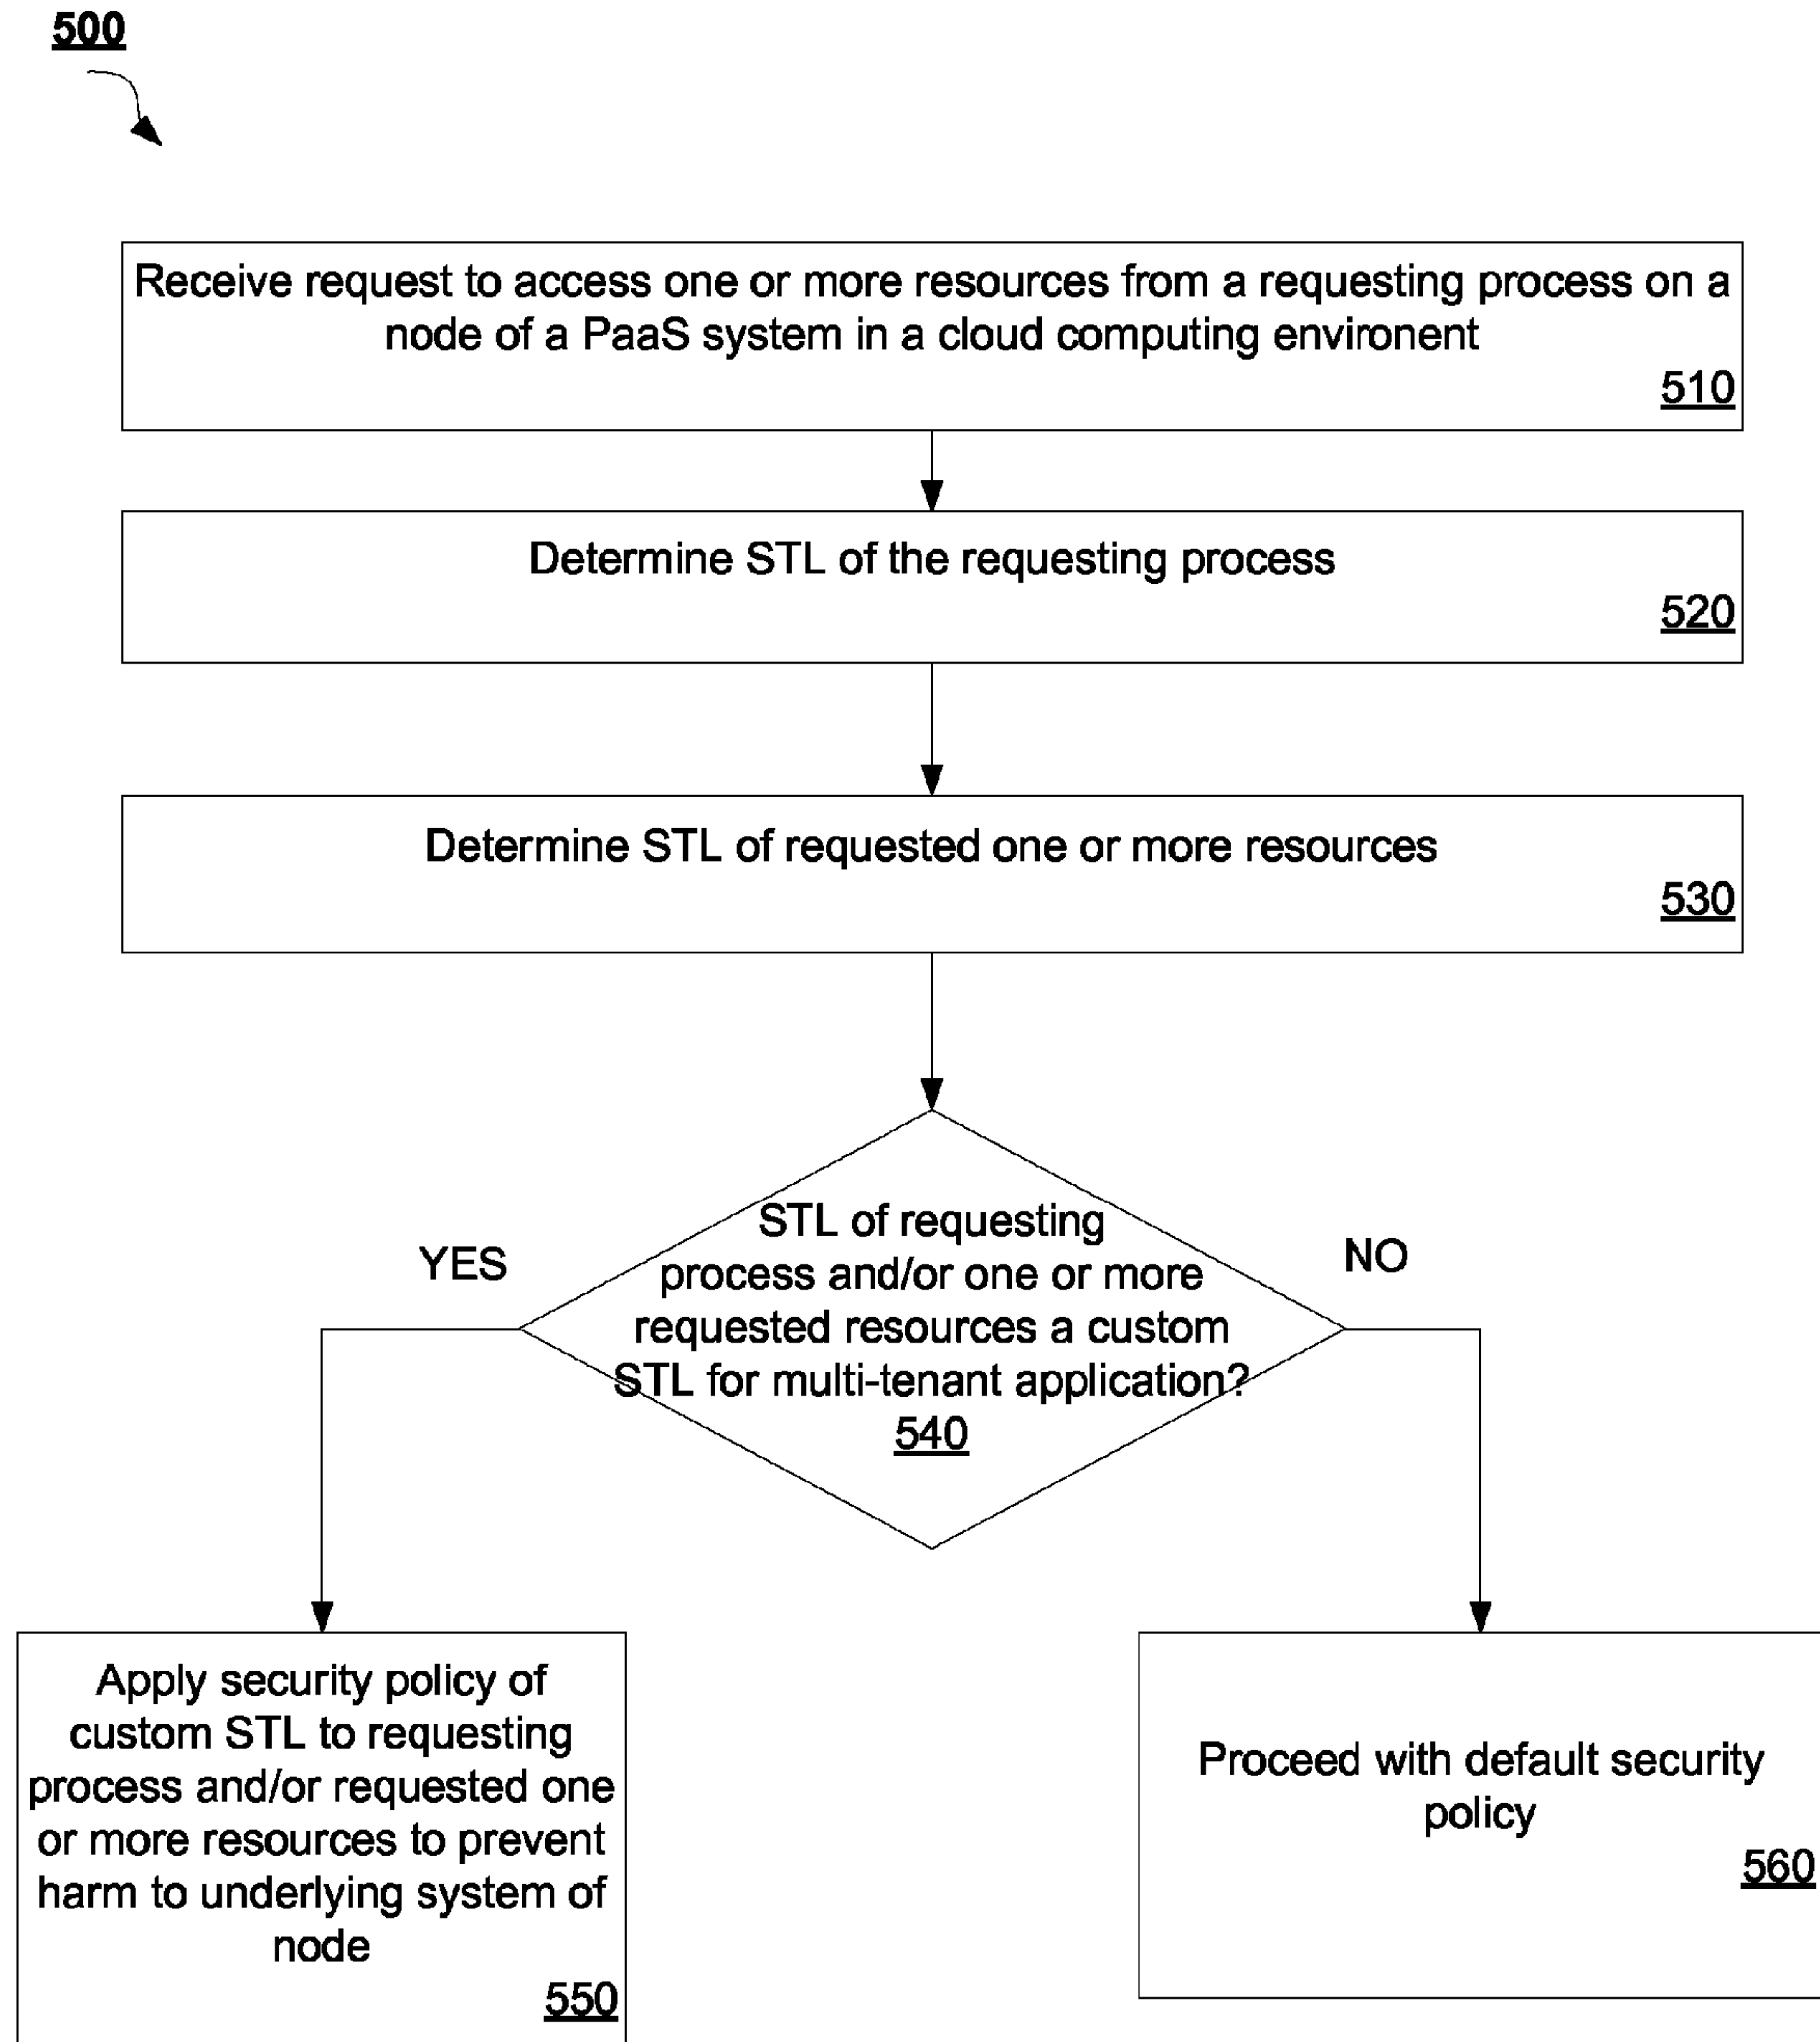 500
Receive request to access one or more resources from a requesting process on a
node of a PaaS system in a cloud computing environent
510
Determine STL of the requesting process
520
Determine STL of requested one or more resources
530
STL of requesting
process and/or one or more
requested resources a custom
STL for multi-tenant application?
540
YES
NO
Apply security policy of
custom STL to requesting
process and/or requested one
or more resources to prevent
harm to underlying system of
node
550
Proceed with default security
policy
560